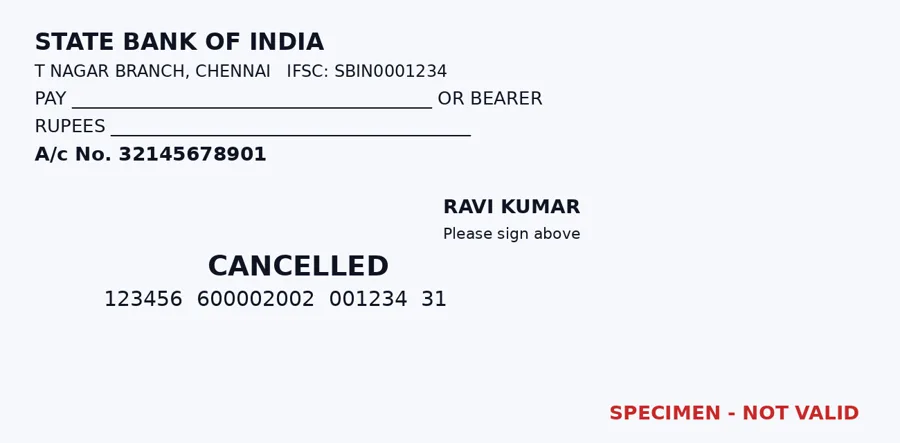 STATE BANK OF INDIA
T NAGAR BRANCH, CHENNAI IFSC: SBIN0001234
PAY ________________________________________ OR BEARER
RUPEES ________________________________________
A/c No. 32145678901
RAVI KUMAR
Please sign above
CANCELLED
123456 600002002 001234 31
SPECIMEN - NOT VALID